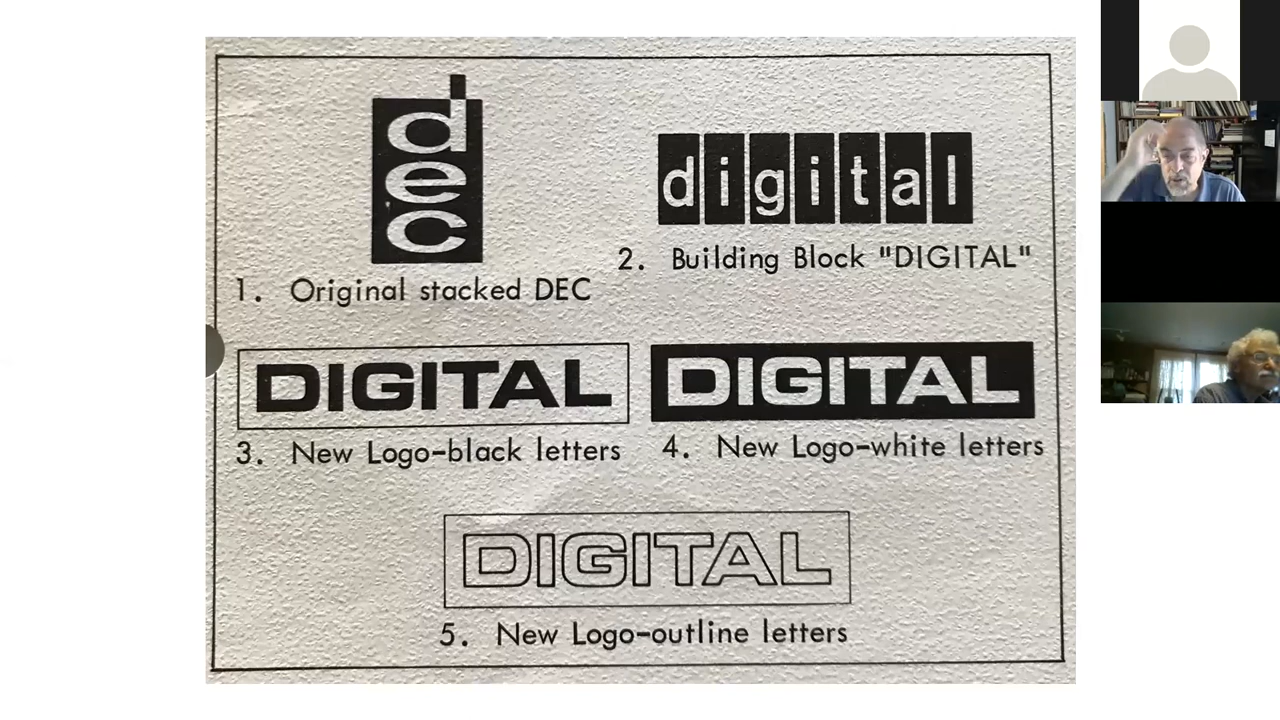 dec
1. Original stacked DEC
digital
2. Building Block "DIGITAL"
DIGITAL
3. New Logo-black letters
DIGITAL
4. New Logo-white letters
DIGITAL
5. New Logo-outline letters